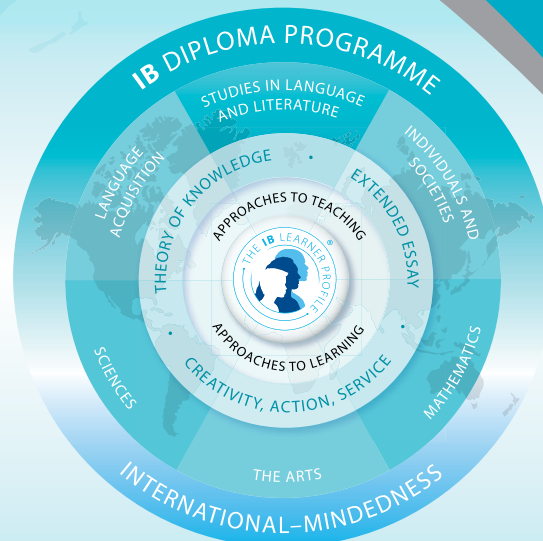 IB DIPLOMA PROGRAMME
STUDIES IN LANGUAGE
AND LITERATURE
LANGUAGE
ACQUISITION
INDIVIDUALS AND
SOCIETIES
THEORY OF KNOWLEDGE
EXTENDED ESSAY
APPROACHES TO TEACHING
THE IB LEARNER PROFILE ®
APPROACHES TO LEARNING
CREATIVITY, ACTION, SERVICE
SCIENCES
MATHEMATICS
THE ARTS
INTERNATIONAL–MINDEDNESS